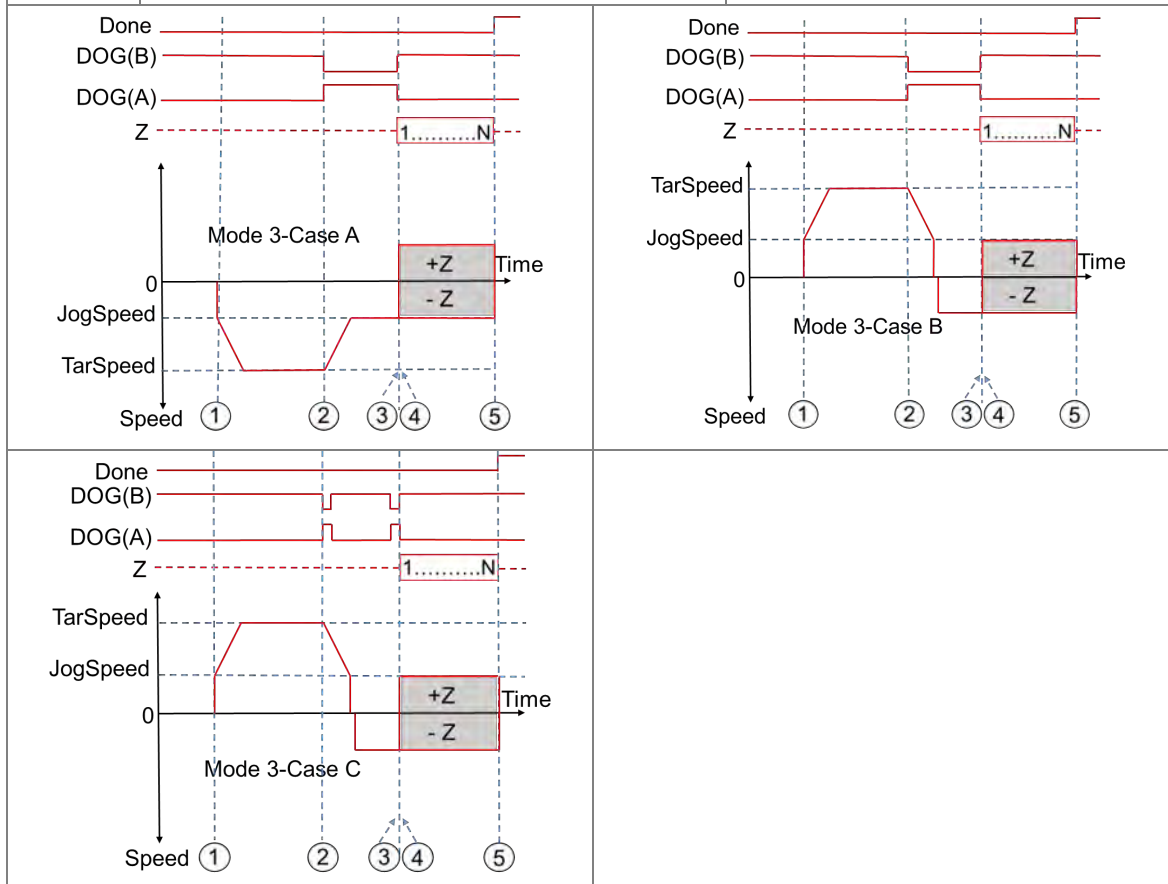 Done
DOG(B)
DOG(A)
Z
1..........N
Mode 3-Case A
+Z
Time
0
- Z
JogSpeed
TarSpeed
Speed
1
2
3
4
5
Done
DOG(B)
DOG(A)
Z
1..........N
TarSpeed
JogSpeed
+Z
Time
0
- Z
Mode 3-Case B
Speed
1
2
3
4
5
Done
DOG(B)
DOG(A)
Z
1..........N
TarSpeed
JogSpeed
+Z
Time
0
- Z
Mode 3-Case C
Speed
1
2
3
4
5